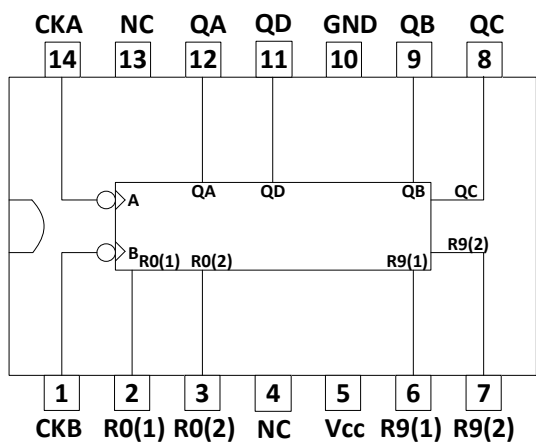 CKA NC QA QD GND QB QC
14 13 12 11 10 9 8
QA QD QB QC
A
B R9(2)
R0(1) R0(2) R9(1)
1 2 3 4 5 6 7
CKB R0(1) R0(2) NC Vcc R9(1) R9(2)